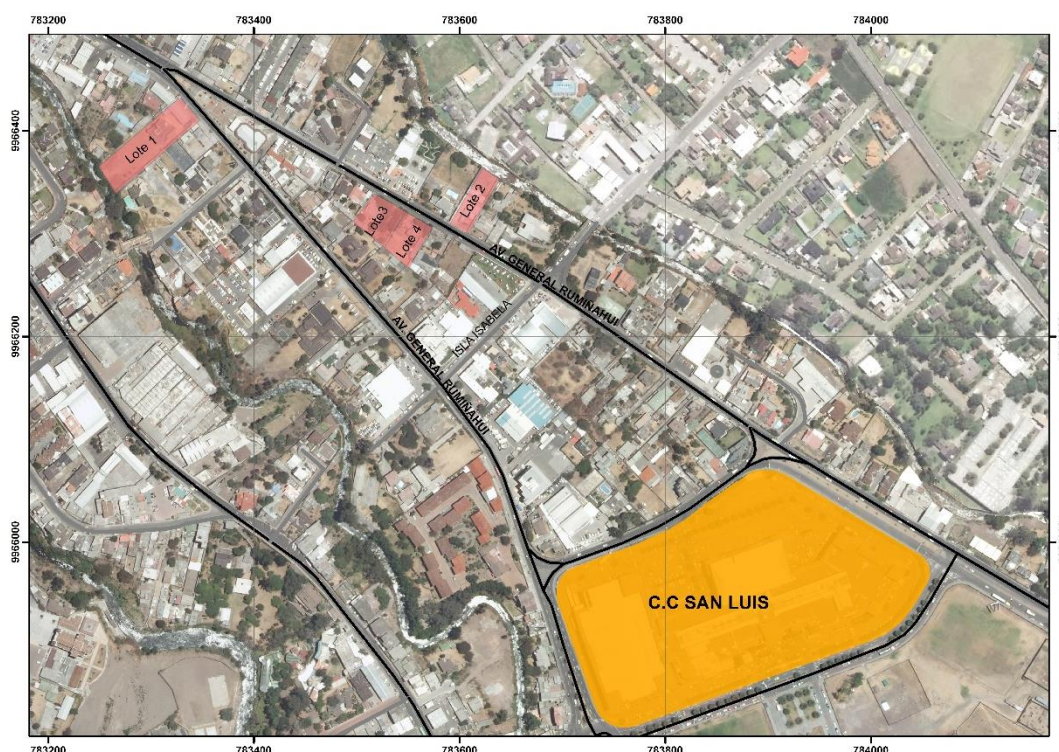 783200 783400 783600 783800 784000
9966400
Lote 1
Lote 2
Lote3
Lote 4
AV. GENERAL RUMIÑAHUI
9966200
ISLA ISABELA
AV. GENERAL RUMIÑAHUI
9966000
C.C SAN LUIS
783200 783400 783600 783800 784000